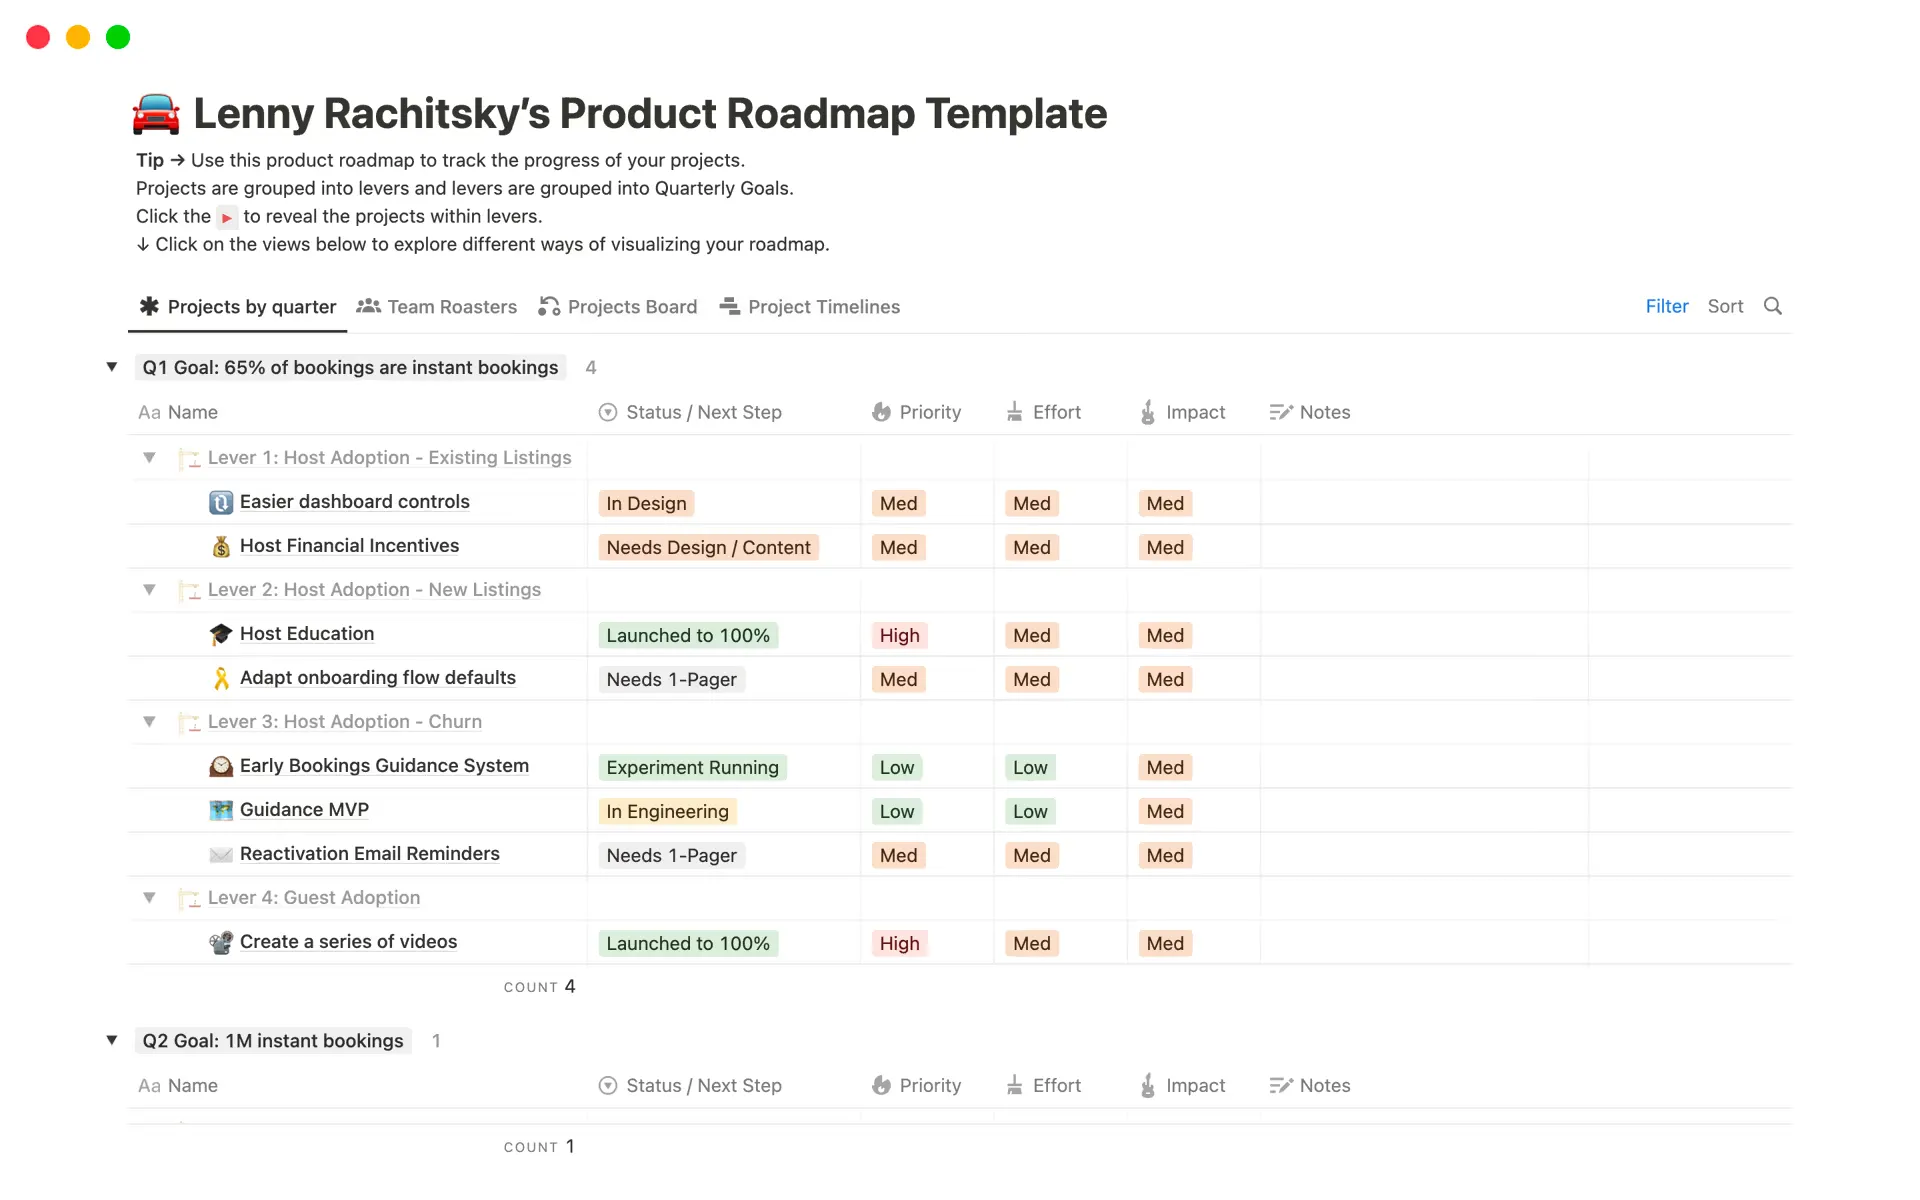 Lenny Rachitsky’s Product Roadmap Template
Tip → Use this product roadmap to track the progress of your projects.
Projects are grouped into levers and levers are grouped into Quarterly Goals.
Click the ▶ to reveal the projects within levers.
↓ Click on the views below to explore different ways of visualizing your roadmap.
Projects by quarter Team Roasters Projects Board Project Timelines Filter Sort
Q1 Goal: 65% of bookings are instant bookings 4
Aa Name Status / Next Step Priority Effort Impact Notes
Lever 1: Host Adoption - Existing Listings
Easier dashboard controls In Design Med Med Med
Host Financial Incentives Needs Design / Content Med Med Med
Lever 2: Host Adoption - New Listings
Host Education Launched to 100% High Med Med
Adapt onboarding flow defaults Needs 1-Pager Med Med Med
Lever 3: Host Adoption - Churn
Early Bookings Guidance System Experiment Running Low Low Med
Guidance MVP In Engineering Low Low Med
Reactivation Email Reminders Needs 1-Pager Med Med Med
Lever 4: Guest Adoption
Create a series of videos Launched to 100% High Med Med
COUNT 4
Q2 Goal: 1M instant bookings 1
Aa Name Status / Next Step Priority Effort Impact Notes
COUNT 1